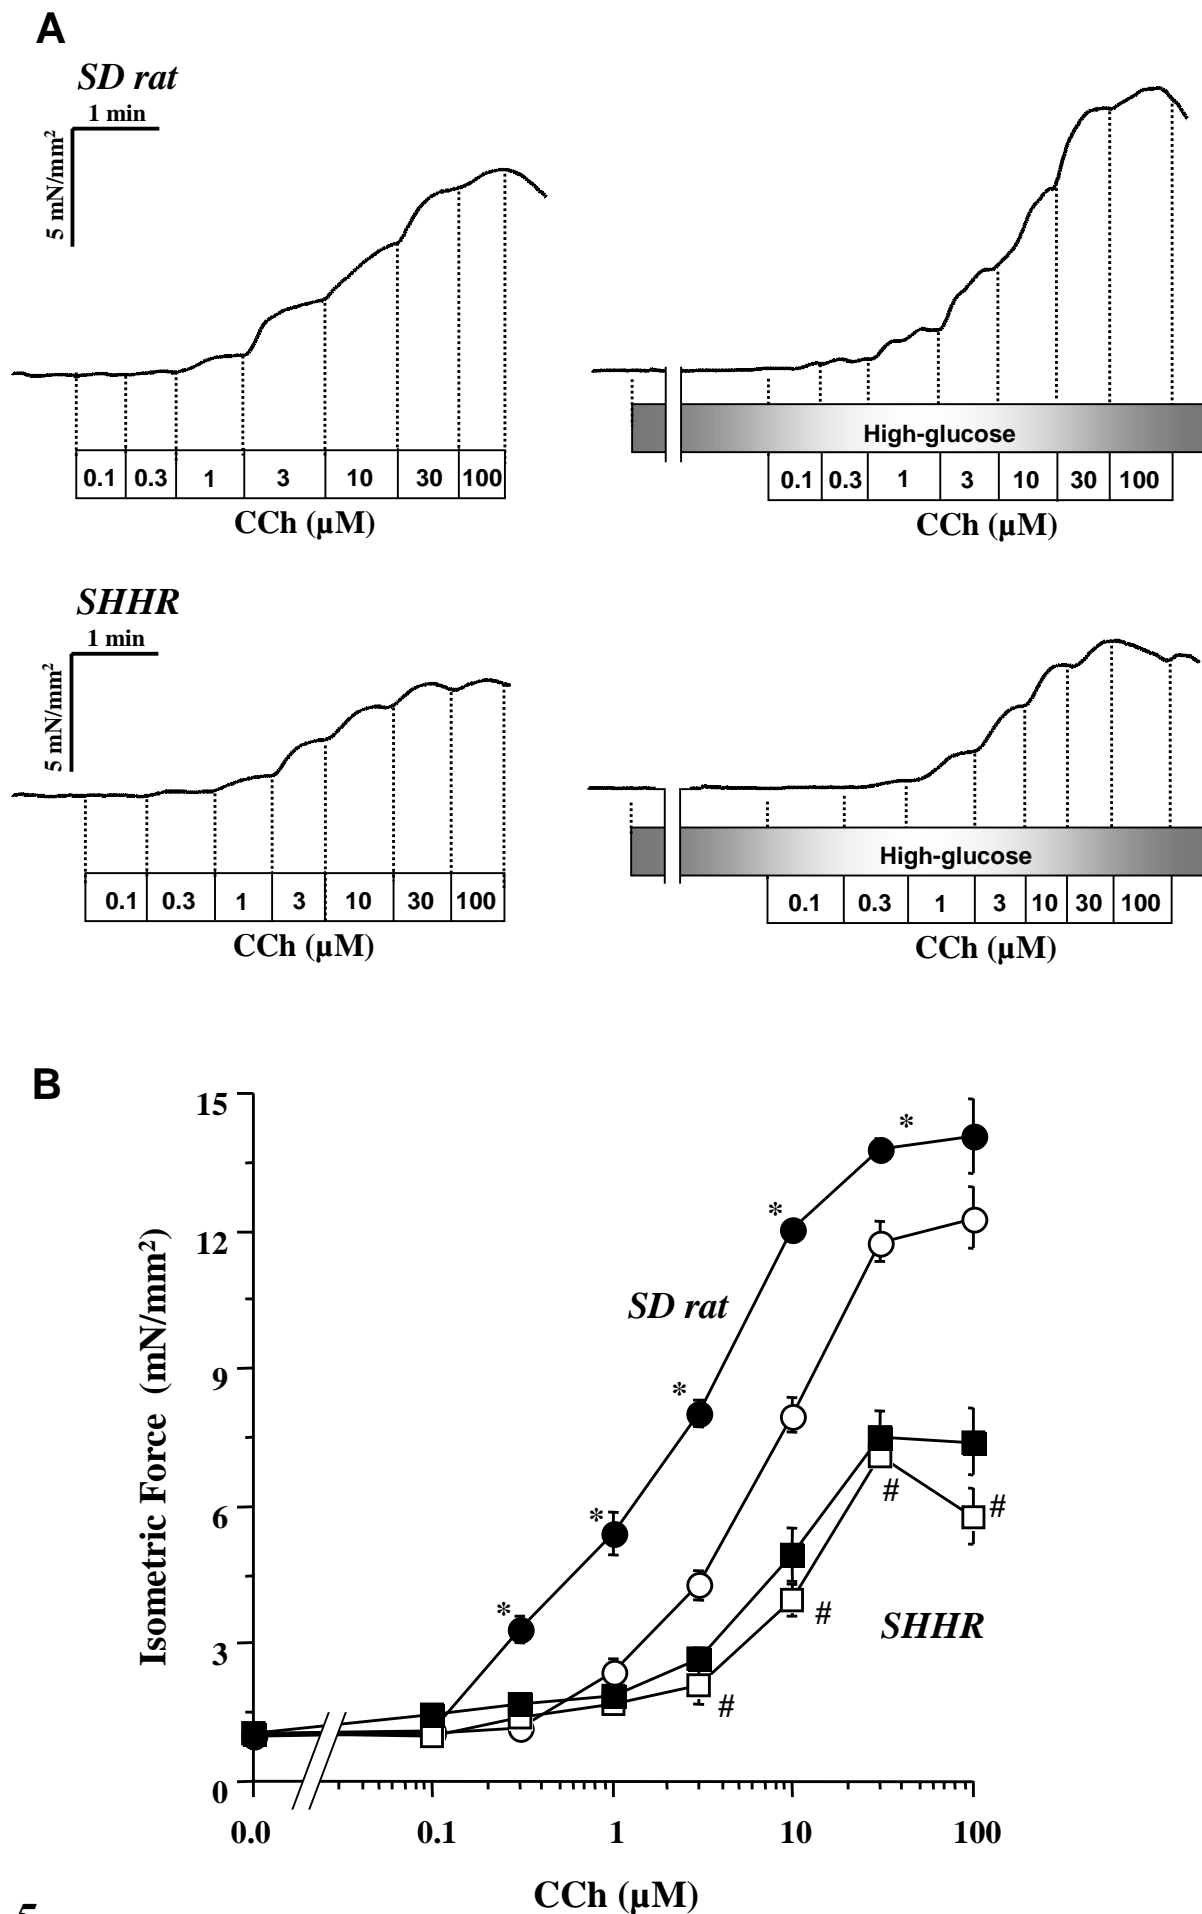 A
SD rat
1 min
5 mN/mm²
High-glucose
0.1 0.3 1 3 10 30 100
0.1 0.3 1 3 10 30 100
CCh (µM)
CCh (µM)
SHHR
1 min
5 mN/mm²
High-glucose
0.1 0.3 1 3 10 30 100
0.1 0.3 1 3 10 30 100
CCh (µM)
CCh (µM)
B
Isometric Force (mN/mm²)
15
12
9
6
3
0
* * * * *
SD rat
# # # #
SHHR
0.0 0.1 1 10 100
CCh (µM)
5